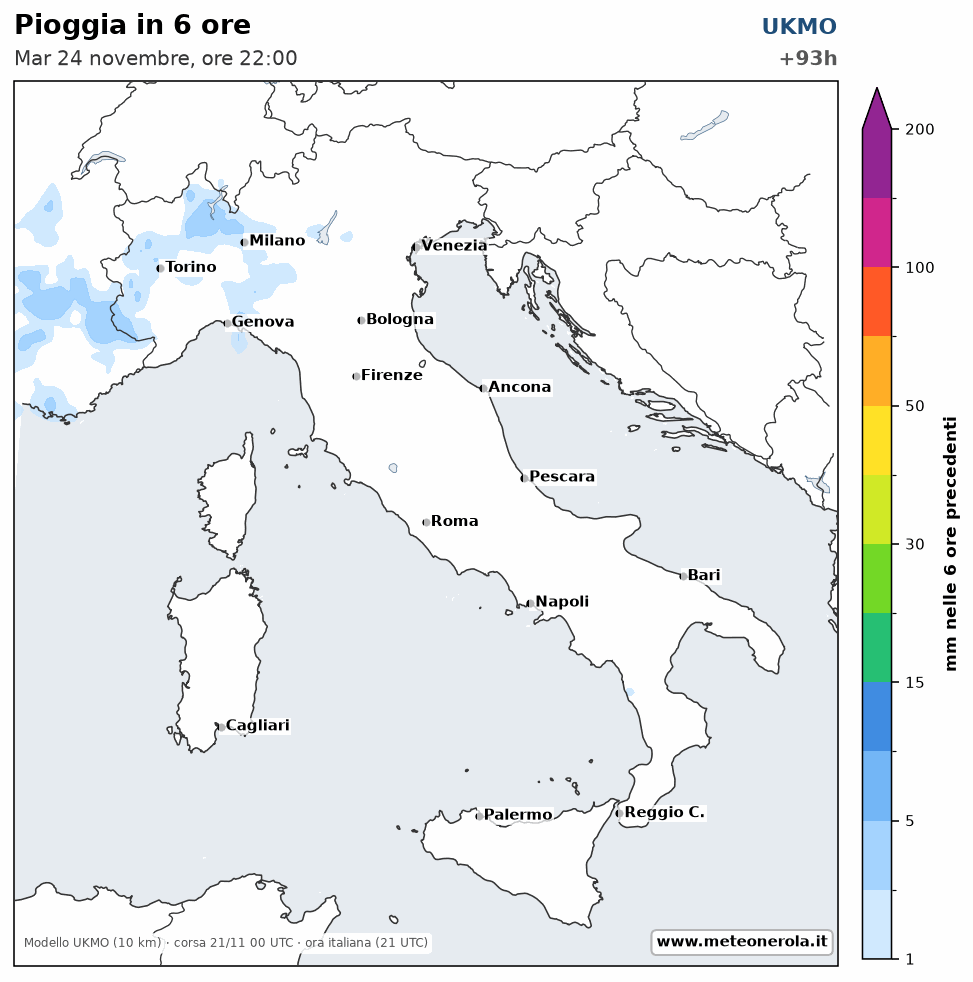 Pioggia in 6 ore
UKMO
Mar 24 novembre, ore 22:00
+93h
200
100
50
30
15
5
1
mm nelle 6 ore precedenti
Milano
Venezia
Torino
Genova
Bologna
Firenze
Ancona
Pescara
Roma
Bari
Napoli
Cagliari
Palermo
Reggio C.
Modello UKMO (10 km) · corsa 21/11 00 UTC · ora italiana (21 UTC)
www.meteonerola.it